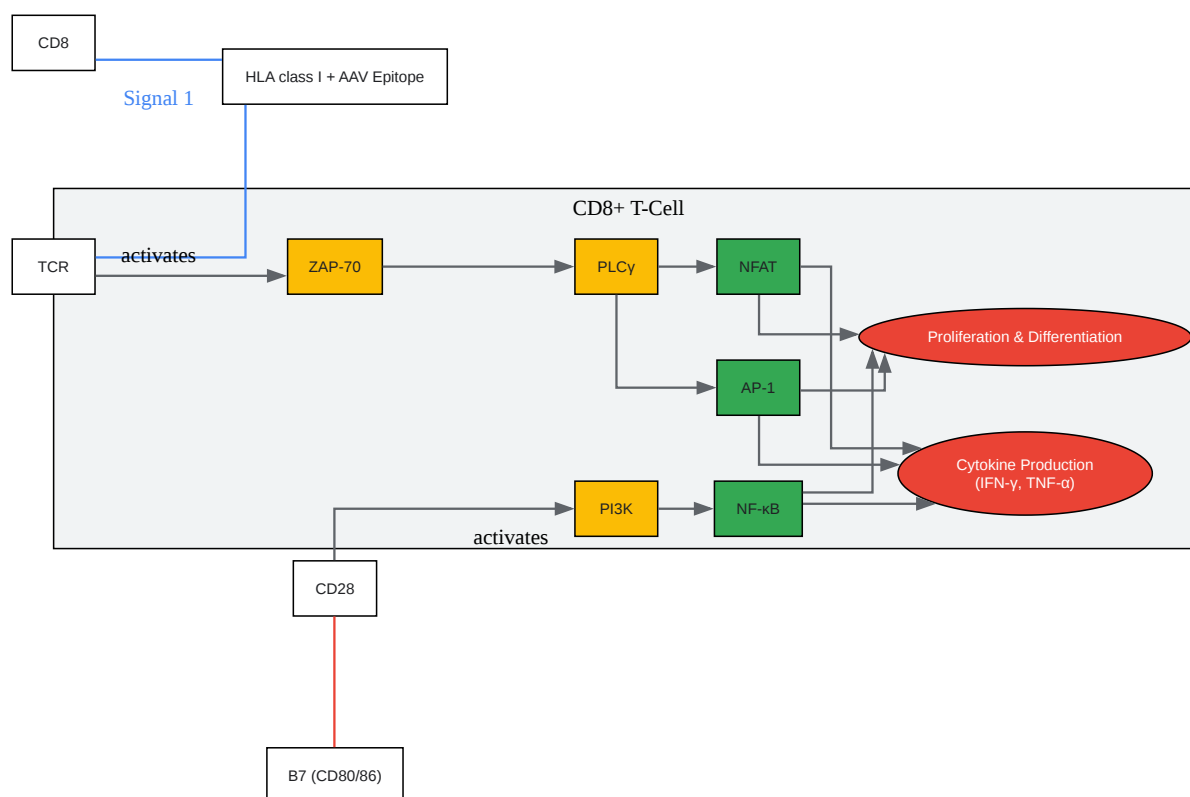 CD8
HLA class I + AAV Epitope
Signal 1
CD8+ T-Cell
TCR
activates
ZAP-70
PLCγ
NFAT
Proliferation & Differentiation
AP-1
Cytokine Production
(IFN-γ, TNF-α)
PI3K
NF-κB
activates
CD28
B7 (CD80/86)